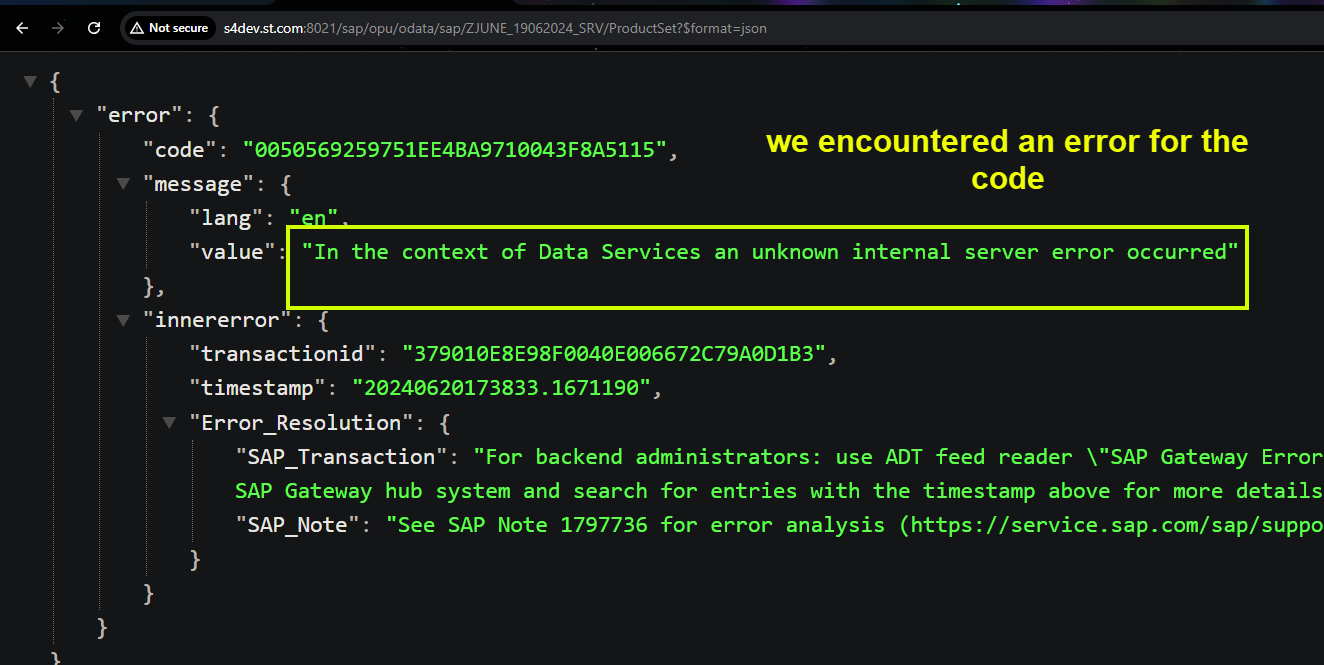 Not secure s4dev.st.com:8021/sap/opu/odata/sap/ZJUNE_19062024_SRV/ProductSet?$format=json
{
"error": {
"code": "0050569259751EE4BA9710043F8A5115",
we encountered an error for the
code
"message": {
"lang": "en",
"value": "In the context of Data Services an unknown internal server error occurred"
},
"innererror": {
"transactionid": "379010E8E98F0040E006672C79A0D1B3",
"timestamp": "20240620173833.1671190",
"Error_Resolution": {
"SAP_Transaction": "For backend administrators: use ADT feed reader \"SAP Gateway Error
SAP Gateway hub system and search for entries with the timestamp above for more details
"SAP_Note": "See SAP Note 1797736 for error analysis (https://service.sap.com/sap/suppo
}
}
}
}